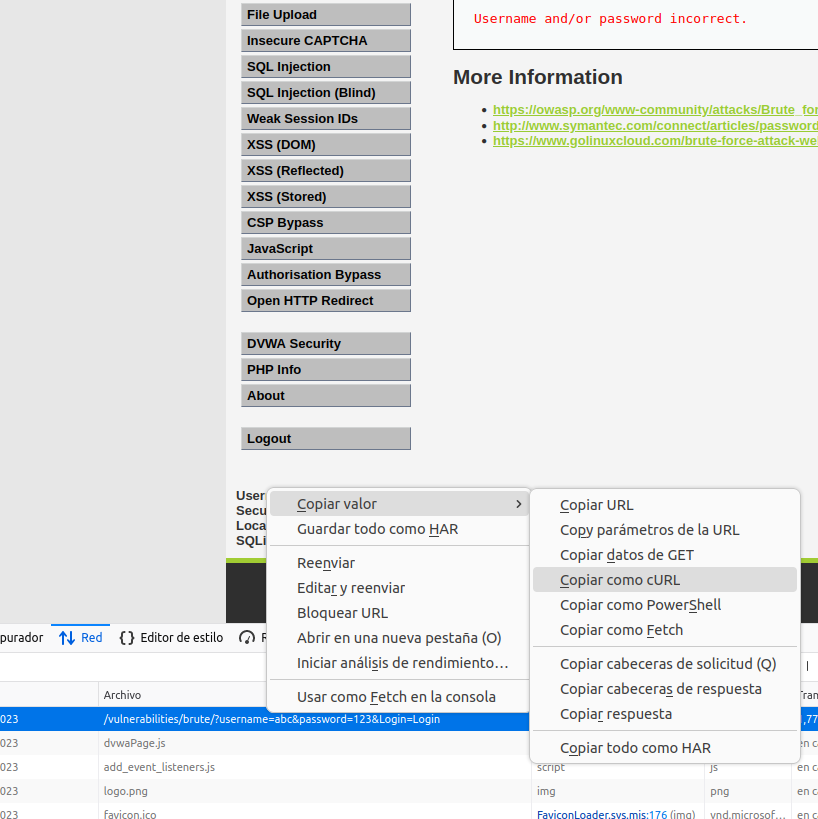 File Upload
Insecure CAPTCHA
SQL Injection
SQL Injection (Blind)
Weak Session IDs
XSS (DOM)
XSS (Reflected)
XSS (Stored)
CSP Bypass
JavaScript
Authorisation Bypass
Open HTTP Redirect
DVWA Security
PHP Info
About
Logout
Username and/or password incorrect.
More Information
https://owasp.org/www-community/attacks/Brute_for
http://www.symantec.com/connect/articles/password
https://www.golinuxcloud.com/brute-force-attack-we
User
Secu
Loca
SQLi
Copiar valor
Guardar todo como HAR
Reenviar
Editar y reenviar
Bloquear URL
Abrir en una nueva pestaña (O)
Iniciar análisis de rendimiento…
Usar como Fetch en la consola
Copiar URL
Copy parámetros de la URL
Copiar datos de GET
Copiar como cURL
Copiar como PowerShell
Copiar como Fetch
Copiar cabeceras de solicitud (Q)
Copiar cabeceras de respuesta
Copiar respuesta
Copiar todo como HAR
purador Red {} Editor de estilo R
Archivo Tran
023 /vulnerabilities/brute/?username=abc&password=123&Login=Login ,77
023 dvwaPage.js en ca
023 add_event_listeners.js script js en ca
023 logo.png img png en ca
023 favicon.ico FaviconLoader.sys.mjs:176 (img) vnd.microsof… en ca